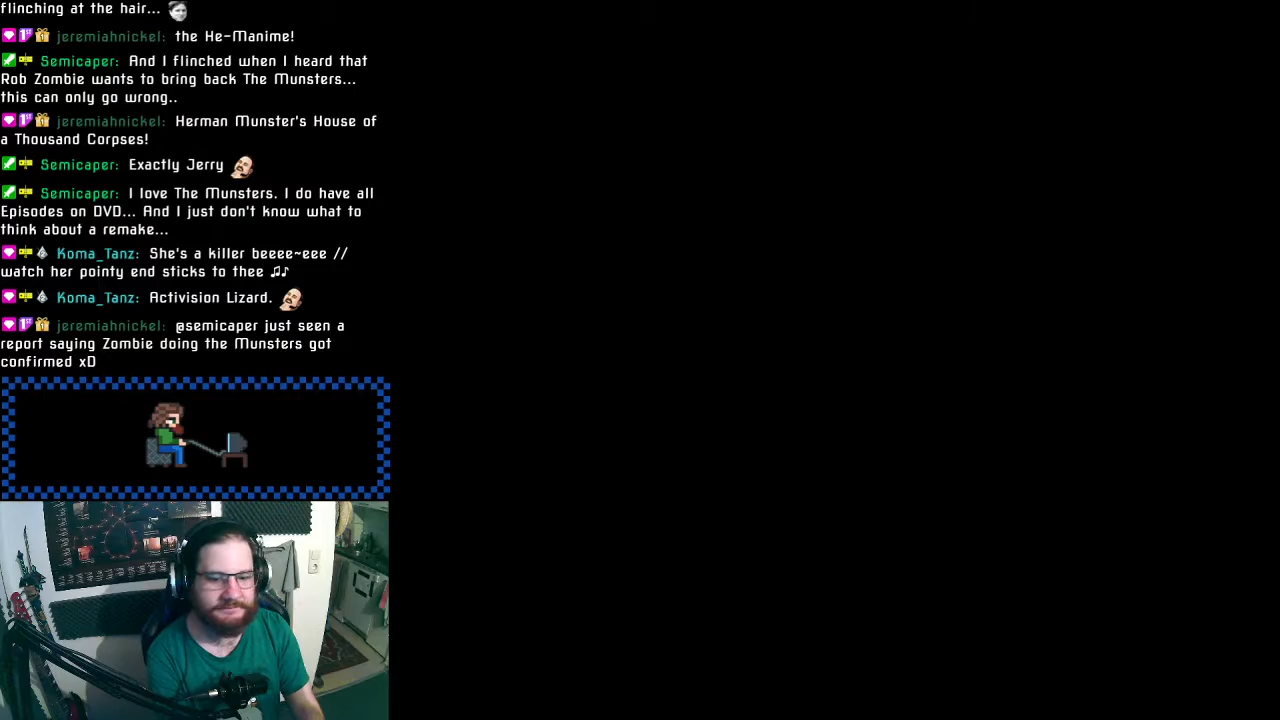 flinching at the hair...
jeremiahnickel: the He-Manime!
Semicaper: And I flinched when I heard that
Rob Zombie wants to bring back The Munsters...
this can only go wrong..
jeremiahnickel: Herman Munster's House of
a Thousand Corpses!
Semicaper: Exactly Jerry
Semicaper: I love The Munsters. I do have all
Episodes on DVD... And I just don't know what to
think about a remake...
Koma_Tanz: She's a killer beeee~eee //
watch her pointy end sticks to thee ♫♪
Koma_Tanz: Activision Lizard.
jeremiahnickel: @semicaper just seen a
report saying Zombie doing the Munsters got
confirmed xD